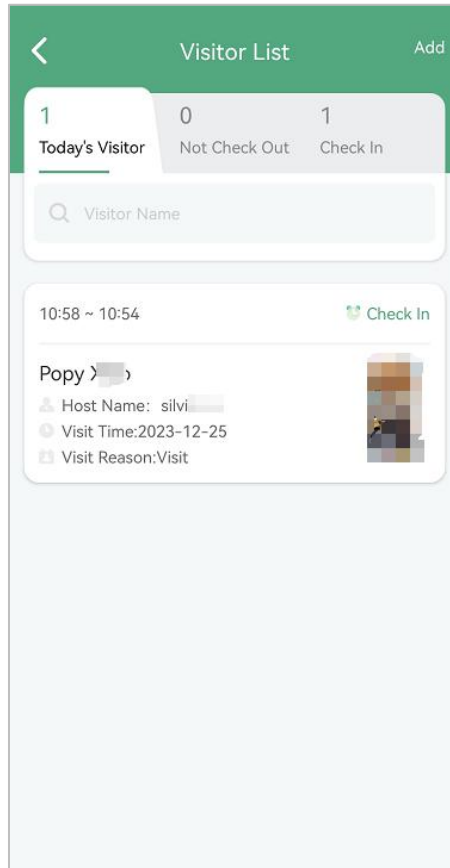 Visitor List
Add
1
Today's Visitor
0
Not Check Out
1
Check In
Visitor Name
10:58 ~ 10:54
Check In
Popy
Host Name: silvi
Visit Time:2023-12-25
Visit Reason:Visit